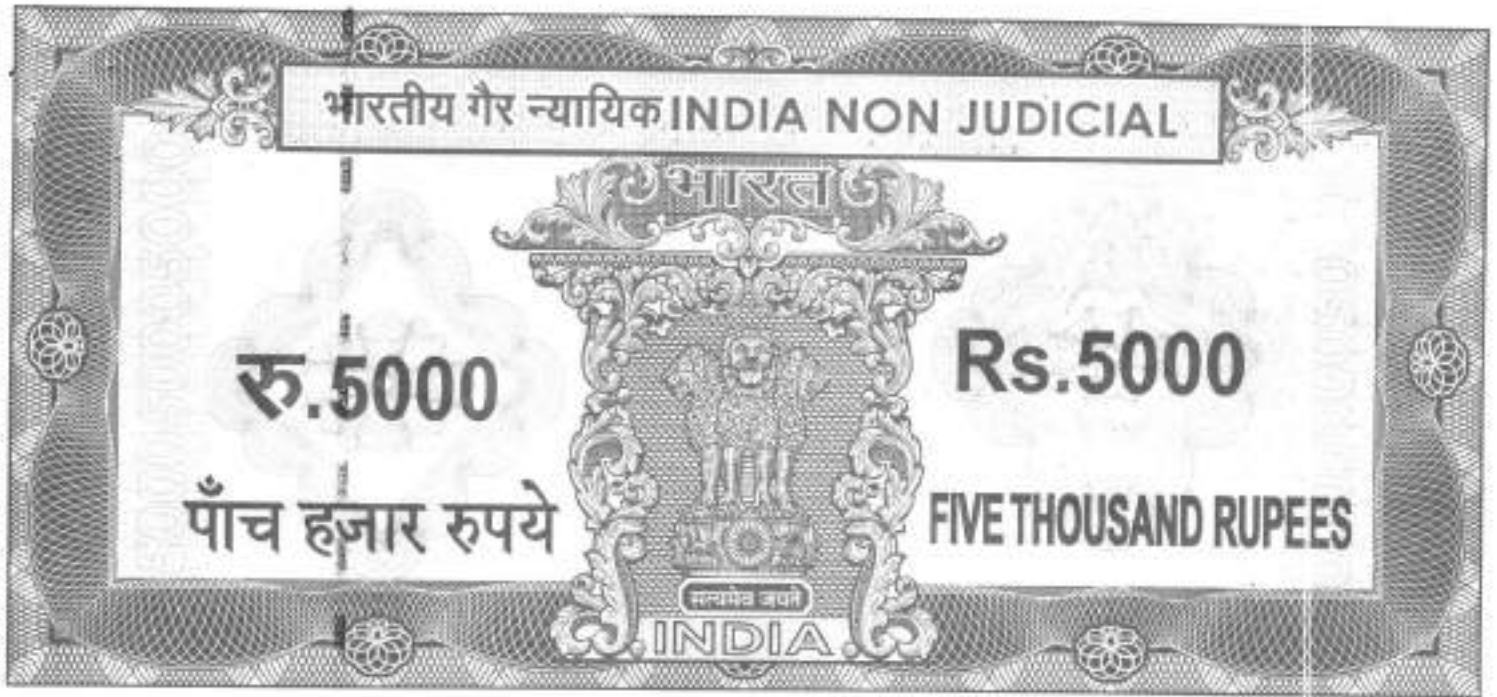 भारतीय गैर न्यायिक INDIA NON JUDICIAL
भारत
रु.5000
Rs.5000
पाँच हज़ार रुपये
FIVE THOUSAND RUPEES
सत्यमेव जयते
INDIA